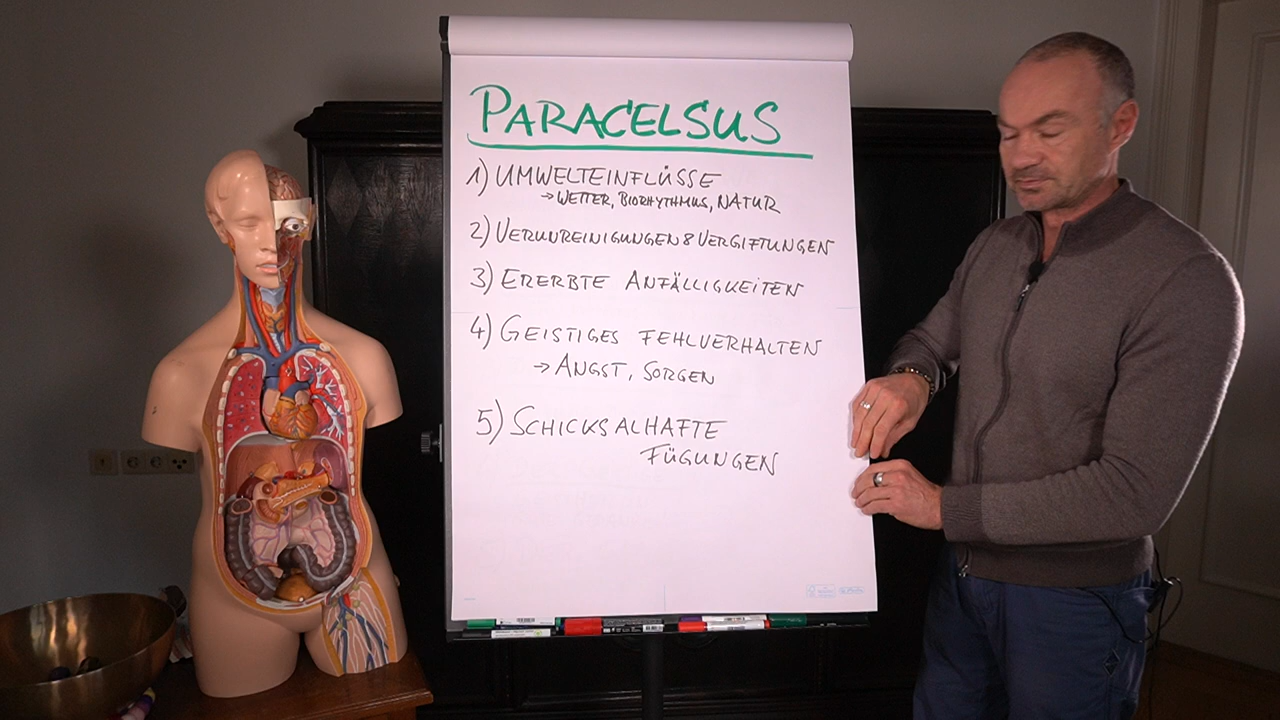 PARACELSUS
1) UMWELTEINFLÜSSE
→ WETTER, BIORHYTHMUS, NATUR
2) VERUNREINIGUNGEN & VERGIFTUNGEN
3) ERERBTE ANFÄLLIGKEITEN
4) GEISTIGES FEHLVERHALTEN
→ ANGST, SORGEN
5) SCHICKSALHAFTE
FÜGUNGEN